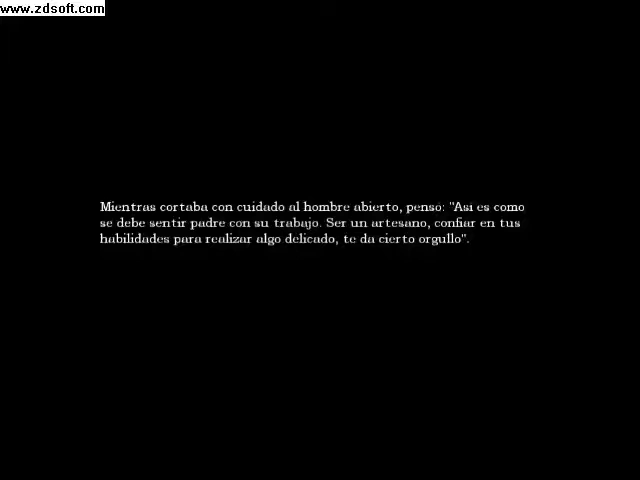 www.zdsoft.com
Mientras cortaba con cuidado al hombre abierto, penso: "Asi es como
se debe sentir padre con su trabajo. Ser un artesano, confiar en tus
habilidades para realizar algo delicado, te da cierto orgullo".